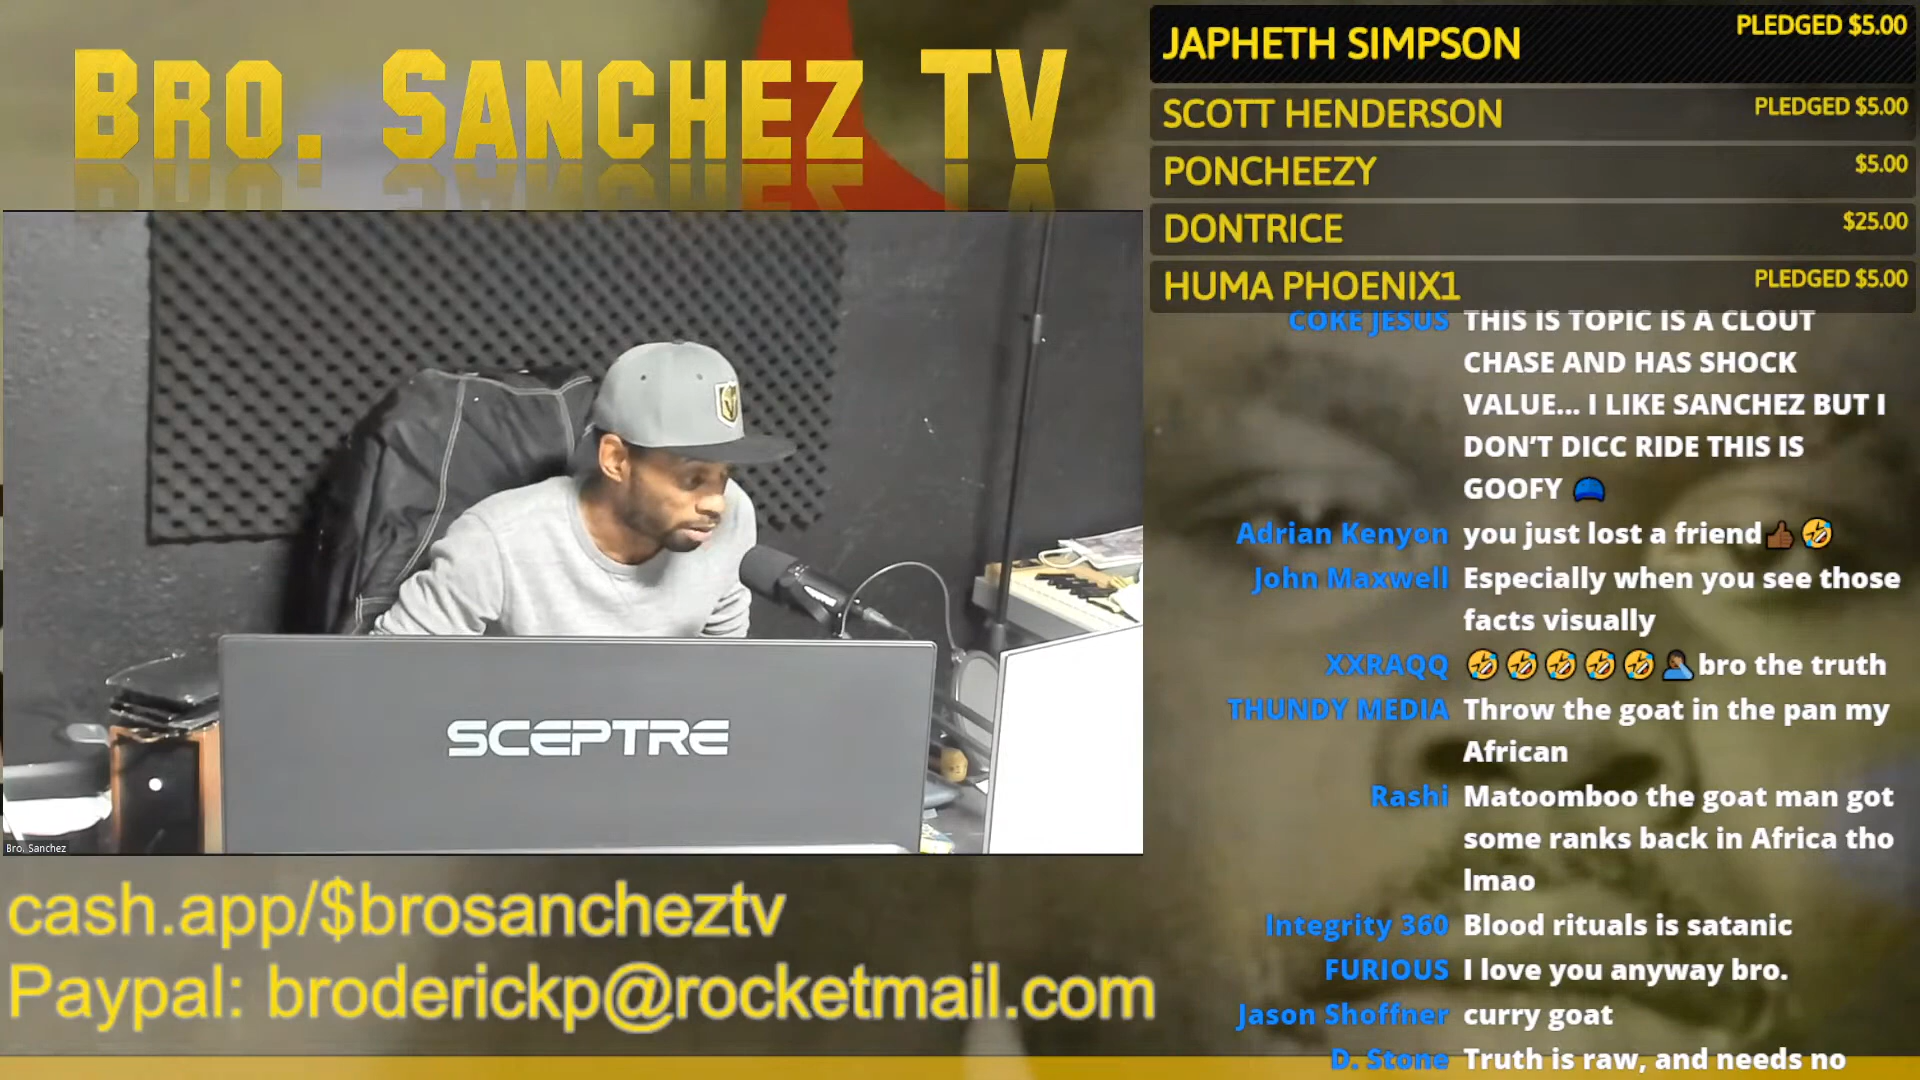 BRO. SANCHEZ TV
JAPHETH SIMPSON PLEDGED $5.00
SCOTT HENDERSON PLEDGED $5.00
PONCHEEZY $5.00
DONTRICE $25.00
HUMA PHOENIX1 PLEDGED $5.00
COKE JESUS THIS IS TOPIC IS A CLOUT
CHASE AND HAS SHOCK
VALUE... I LIKE SANCHEZ BUT I
DON’T DICC RIDE THIS IS
GOOFY 🧢
Adrian Kenyon you just lost a friend👍🏾🤣
John Maxwell Especially when you see those
facts visually
XXRAQQ 🤣🤣🤣🤣🤣🤦🏾‍♂️bro the truth
THUNDY MEDIA Throw the goat in the pan my
African
Rashi Matoomboo the goat man got
some ranks back in Africa tho
lmao
Integrity 360 Blood rituals is satanic
FURIOUS I love you anyway bro.
Jason Shoffner curry goat
D. Stone Truth is raw, and needs no
SCEPTRE
Bro. Sanchez
cash.app/$brosancheztv
Paypal: broderickp@rocketmail.com